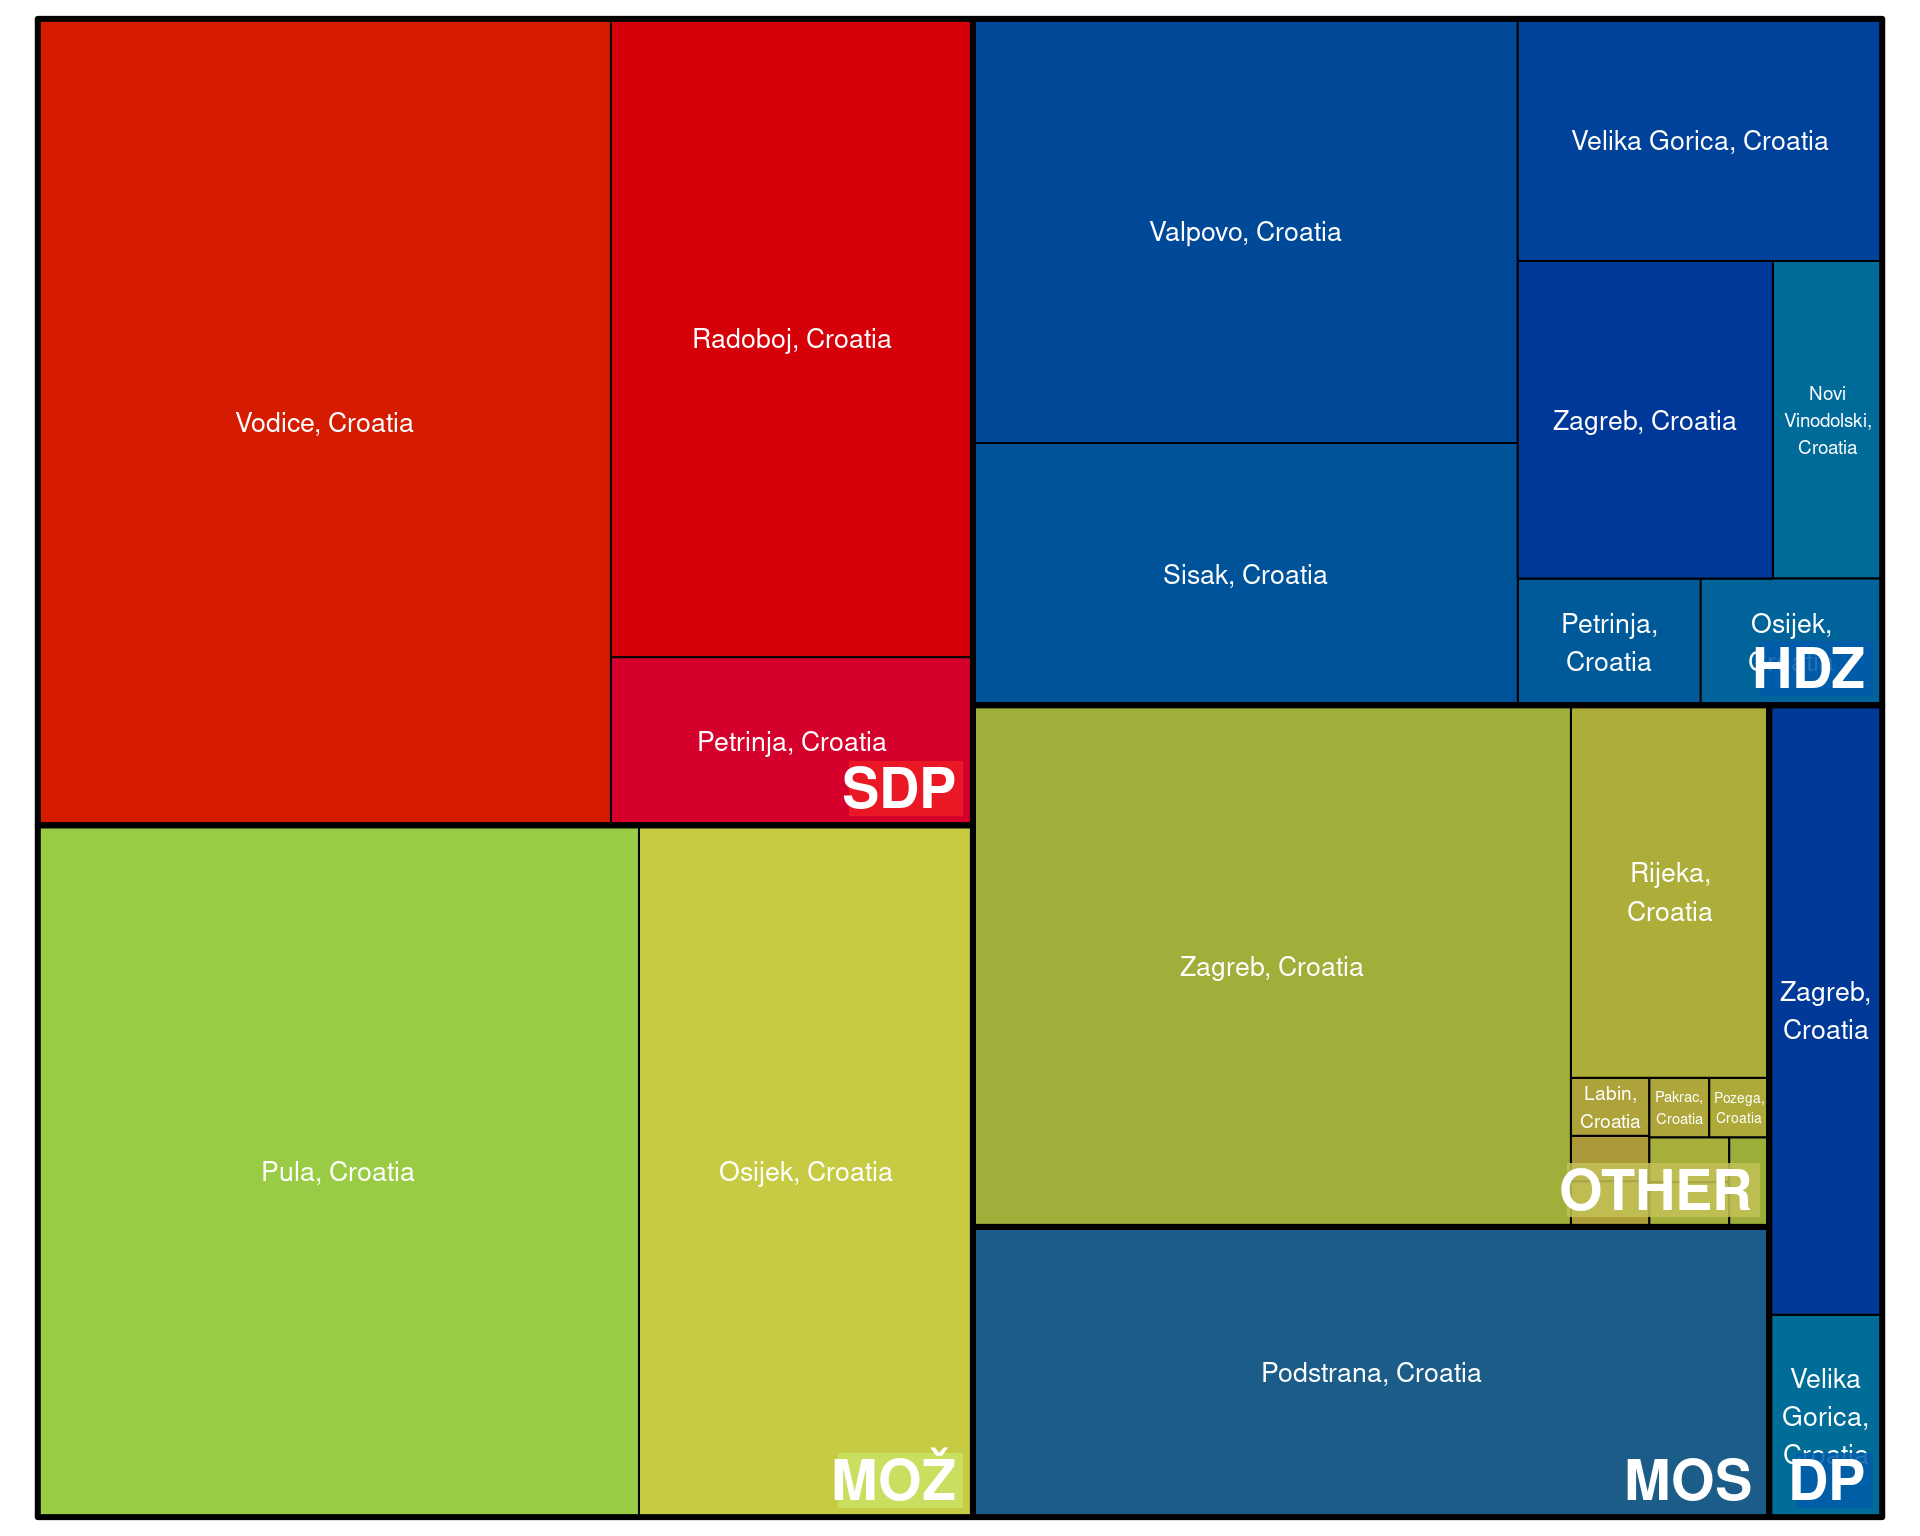 Vodice, Croatia
Radoboj, Croatia
Petrinja, Croatia
SDP
Pula, Croatia
Osijek, Croatia
MOŽ
Valpovo, Croatia
Sisak, Croatia
Velika Gorica, Croatia
Zagreb, Croatia
Novi
Vinodolski,
Croatia
Petrinja,
Croatia
Osijek,
Croatia
HDZ
Zagreb, Croatia
Rijeka,
Croatia
Labin,
Croatia
Pakrac,
Croatia
Pozega,
Croatia
OTHER
Podstrana, Croatia
MOS
Zagreb,
Croatia
Velika
Gorica,
Croatia
DP